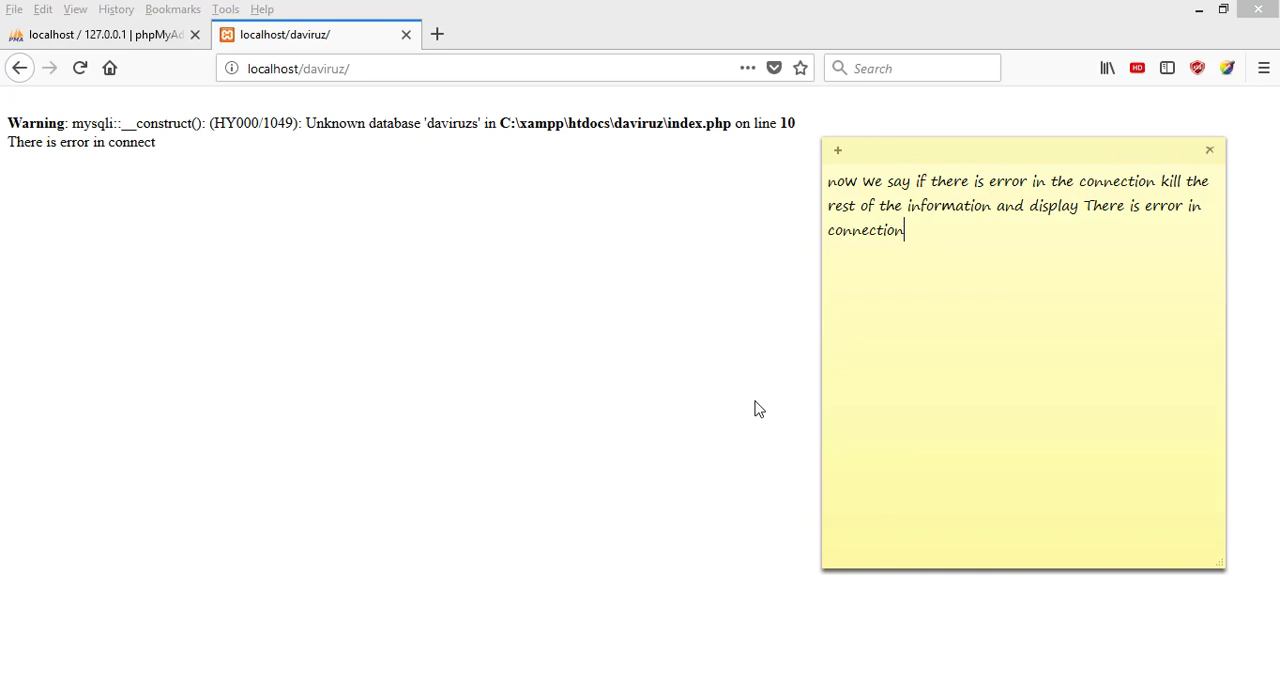 File Edit View History Bookmarks Tools Help
localhost / 127.0.0.1 | phpMyAd
localhost/daviruz/
localhost/daviruz/
Search
HD
Warning: mysqli::__construct(): (HY000/1049): Unknown database 'daviruzs' in C:\xampp\htdocs\daviruz\index.php on line 10
There is error in connect
now we say if there is error in the connection kill the
rest of the information and display There is error in
connection